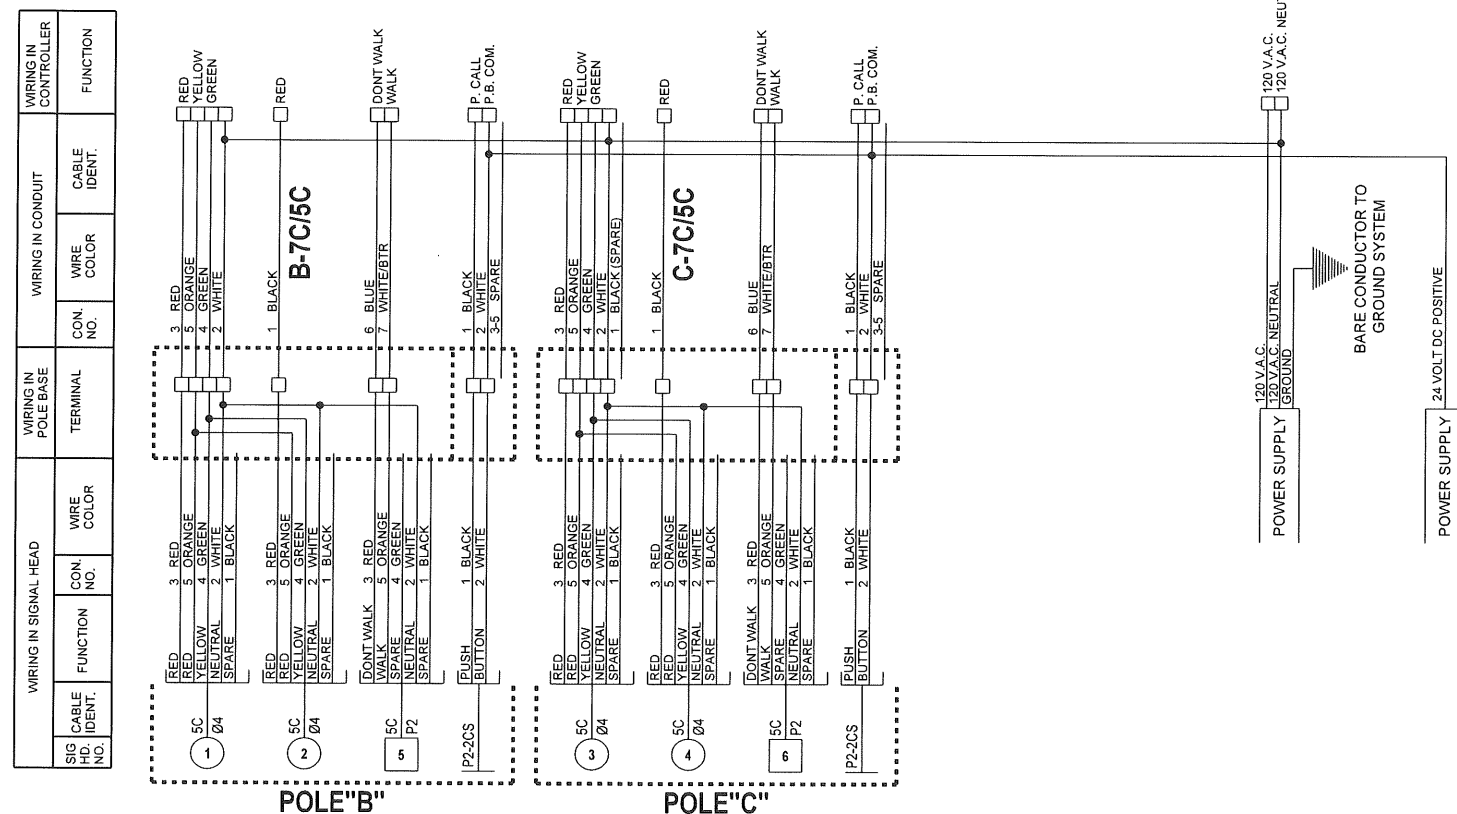 WIRING IN
CONTROLLER
FUNCTION
WIRING IN CONDUIT
CABLE
IDENT.
WIRE
COLOR
CON.
NO.
WIRING IN
POLE BASE
TERMINAL
WIRING IN SIGNAL HEAD
WIRE
COLOR
CON.
NO.
FUNCTION
CABLE
IDENT.
SIG
HD.
NO.
RED
YELLOW
GREEN
RED
DONT WALK
WALK
P. CALL
P.B. COM.
B-7C/5C
3 RED
5 ORANGE
4 GREEN
2 WHITE
1 BLACK
6 BLUE
7 WHITE/BTR
1 BLACK
2 WHITE
3-5 SPARE
3 RED
5 ORANGE
4 GREEN
2 WHITE
1 BLACK
3 RED
5 ORANGE
4 GREEN
2 WHITE
1 BLACK
3 RED
5 ORANGE
4 GREEN
2 WHITE
1 BLACK
1 BLACK
2 WHITE
RED
RED
YELLOW
NEUTRAL
SPARE
RED
RED
YELLOW
NEUTRAL
SPARE
DONT WALK
WALK
SPARE
NEUTRAL
SPARE
PUSH
BUTTON
5C
Ø4
1
5C
Ø4
2
5C
P2
5
P2-2CS
POLE"B"
RED
YELLOW
GREEN
RED
DONT WALK
WALK
P. CALL
P.B. COM.
C-7C/5C
3 RED
5 ORANGE
4 GREEN
2 WHITE
1 BLACK (SPARE)
1 BLACK
6 BLUE
7 WHITE/BTR
1 BLACK
2 WHITE
3-5 SPARE
3 RED
5 ORANGE
4 GREEN
2 WHITE
1 BLACK
3 RED
5 ORANGE
4 GREEN
2 WHITE
1 BLACK
3 RED
5 ORANGE
4 GREEN
2 WHITE
1 BLACK
1 BLACK
2 WHITE
RED
RED
YELLOW
NEUTRAL
SPARE
RED
RED
YELLOW
NEUTRAL
SPARE
DONT WALK
WALK
SPARE
NEUTRAL
SPARE
PUSH
BUTTON
5C
Ø4
3
5C
Ø4
4
5C
P2
6
P2-2CS
POLE"C"
120 V.A.C.
120 V.A.C. NEU
120 V.A.C.
120 V.A.C. NEUTRAL
GROUND
POWER SUPPLY
BARE CONDUCTOR TO
GROUND SYSTEM
24 VOLT DC POSITIVE
POWER SUPPLY